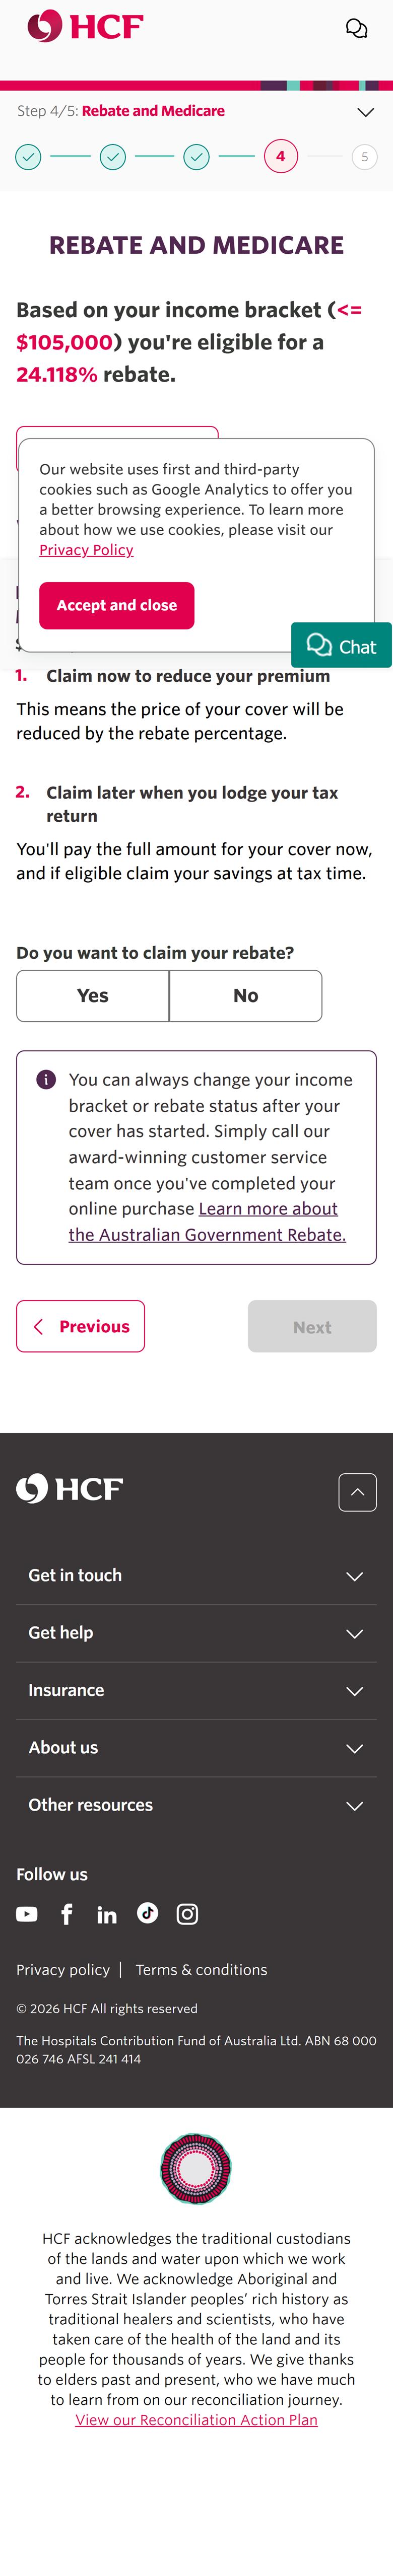 HCF
Step 4/5: Rebate and Medicare
4
5
REBATE AND MEDICARE
Based on your income bracket (<=
$105,000) you're eligible for a
24.118% rebate.
Our website uses first and third-party
cookies such as Google Analytics to offer you
a better browsing experience. To learn more
about how we use cookies, please visit our
Privacy Policy
Accept and close
Chat
1. Claim now to reduce your premium
This means the price of your cover will be
reduced by the rebate percentage.
2. Claim later when you lodge your tax
return
You'll pay the full amount for your cover now,
and if eligible claim your savings at tax time.
Do you want to claim your rebate?
Yes
No
You can always change your income
bracket or rebate status after your
cover has started. Simply call our
award-winning customer service
team once you've completed your
online purchase Learn more about
the Australian Government Rebate.
Previous
Next
HCF
Get in touch
Get help
Insurance
About us
Other resources
Follow us
Privacy policy | Terms & conditions
© 2026 HCF All rights reserved
The Hospitals Contribution Fund of Australia Ltd. ABN 68 000
026 746 AFSL 241 414
HCF acknowledges the traditional custodians
of the lands and water upon which we work
and live. We acknowledge Aboriginal and
Torres Strait Islander peoples’ rich history as
traditional healers and scientists, who have
taken care of the health of the land and its
people for thousands of years. We give thanks
to elders past and present, who we have much
to learn from on our reconciliation journey.
View our Reconciliation Action Plan